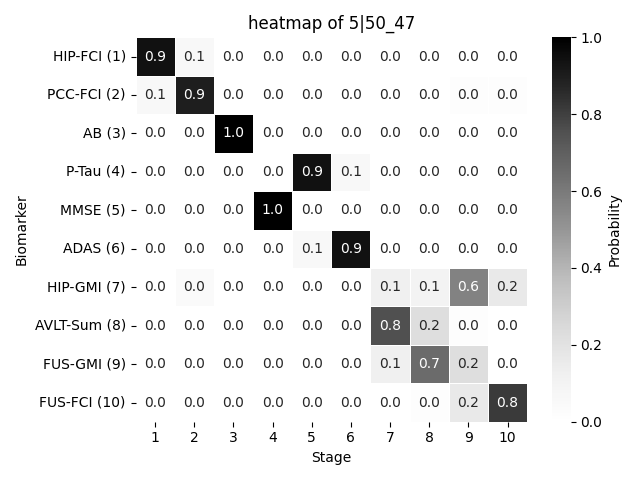 heatmap of 5|50_47
HIP-FCI (1) 0.9 0.1 0.0 0.0 0.0 0.0 0.0 0.0 0.0 0.0
PCC-FCI (2) 0.1 0.9 0.0 0.0 0.0 0.0 0.0 0.0 0.0 0.0
AB (3) 0.0 0.0 1.0 0.0 0.0 0.0 0.0 0.0 0.0 0.0
P-Tau (4) 0.0 0.0 0.0 0.0 0.9 0.1 0.0 0.0 0.0 0.0
MMSE (5) 0.0 0.0 0.0 1.0 0.0 0.0 0.0 0.0 0.0 0.0
ADAS (6) 0.0 0.0 0.0 0.0 0.1 0.9 0.0 0.0 0.0 0.0
HIP-GMI (7) 0.0 0.0 0.0 0.0 0.0 0.0 0.1 0.1 0.6 0.2
AVLT-Sum (8) 0.0 0.0 0.0 0.0 0.0 0.0 0.8 0.2 0.0 0.0
FUS-GMI (9) 0.0 0.0 0.0 0.0 0.0 0.0 0.1 0.7 0.2 0.0
FUS-FCI (10) 0.0 0.0 0.0 0.0 0.0 0.0 0.0 0.0 0.2 0.8
1 2 3 4 5 6 7 8 9 10
Stage
Biomarker
1.0
0.8
0.6
0.4
0.2
0.0
Probability